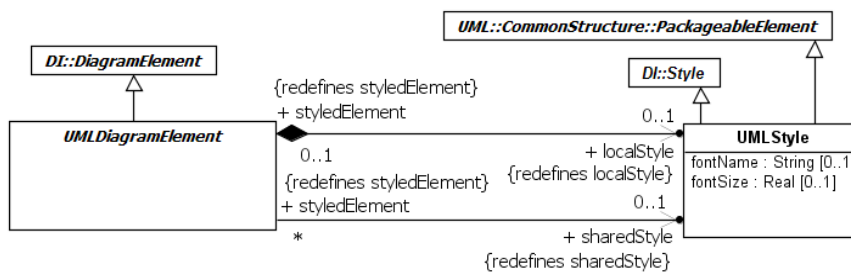 UML::CommonStructure::PackageableElement
DI::DiagramElement
DI::Style
{redefines styledElement}
+ styledElement
0..1
UMLDiagramElement
UMLStyle
0..1
+ localStyle
fontName : String [0..1
{redefines styledElement}
{redefines localStyle}
fontSize : Real [0..1]
+ styledElement
0..1
*
+ sharedStyle
{redefines sharedStyle}